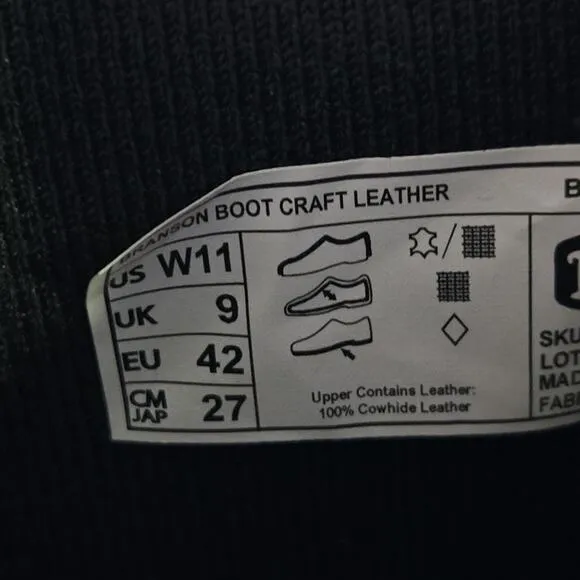 BRANSON BOOT CRAFT LEATHER B
US W11
UK 9
EU 42
CM JAP 27
Upper Contains Leather:
100% Cowhide Leather
SKU
LOT
MAD
FAB